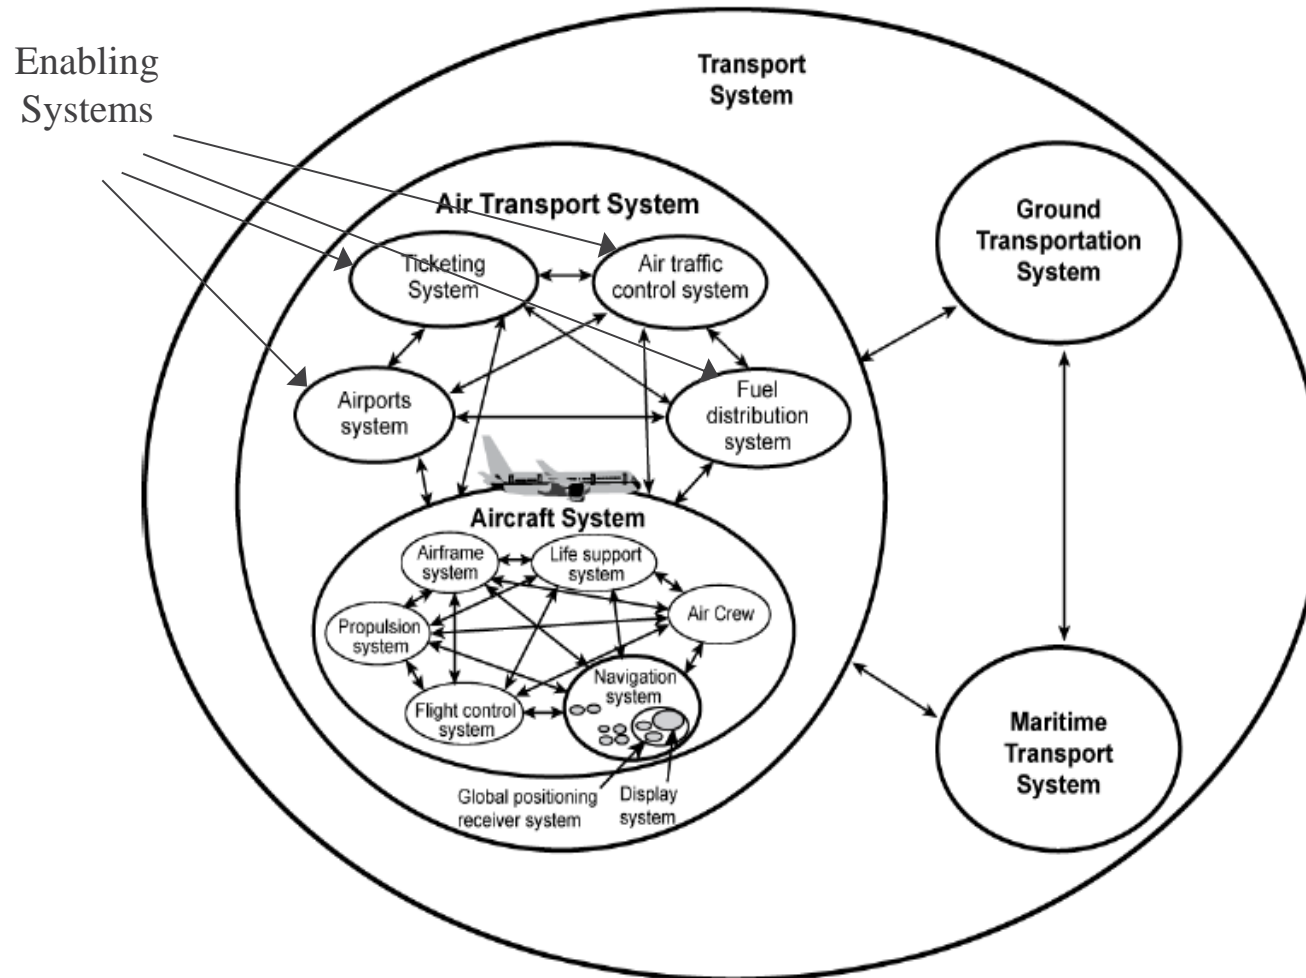 Enabling
Systems
Transport
System
Air Transport System
Ticketing
System
Air traffic
control system
Airports
system
Fuel
distribution
system
Ground
Transportation
System
Aircraft System
Airframe
system
Life support
system
Propulsion
system
Air Crew
Flight control
system
Navigation
system
Global positioning
receiver system
Display
system
Maritime
Transport
System